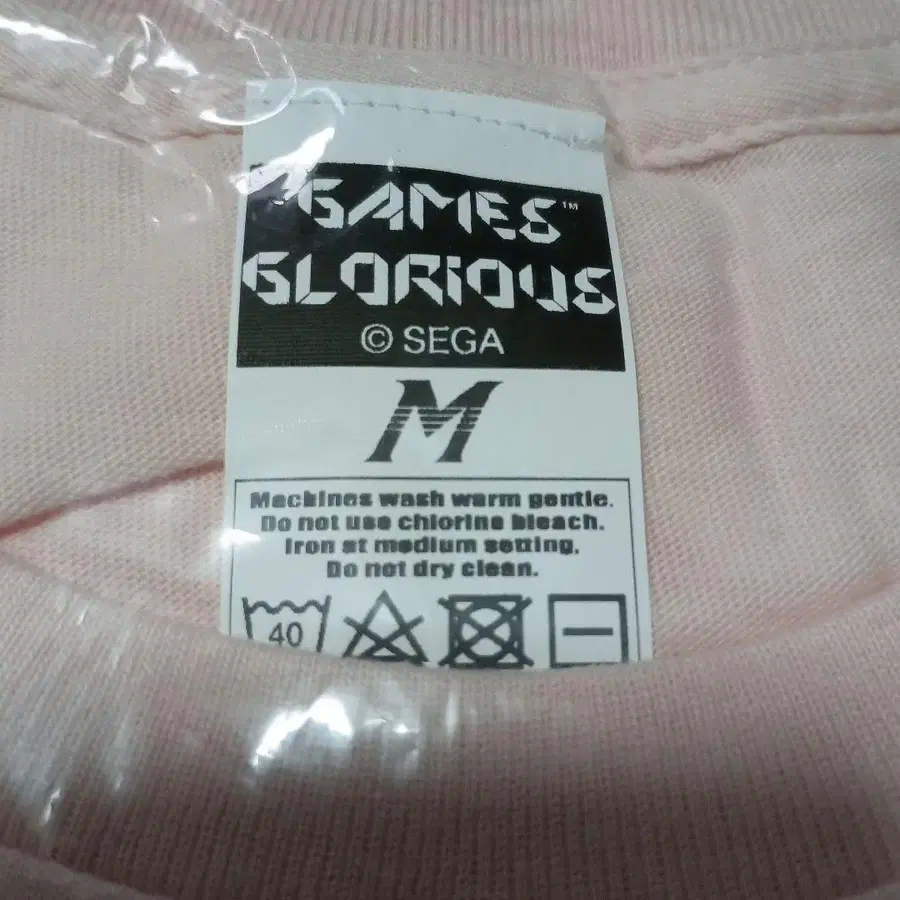 GAMES™
GLORiOUS
© SEGA
M
Machines wash warm gentle.
Do not use chlorine bleach.
Iron at medium setting.
Do not dry clean.
40